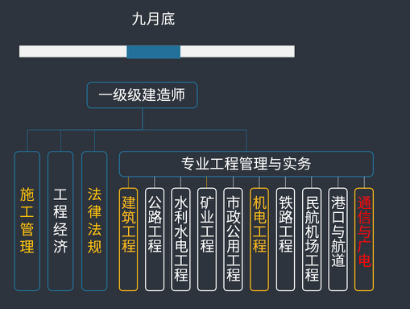 九月底
一级级建造师
专业工程管理与实务
施工管理
工程经济
法律法规
建筑工程
公路工程
水利水电工程
矿业工程
市政公用工程
机电工程
铁路工程
民航机场工程
港口与航道
通信与广电